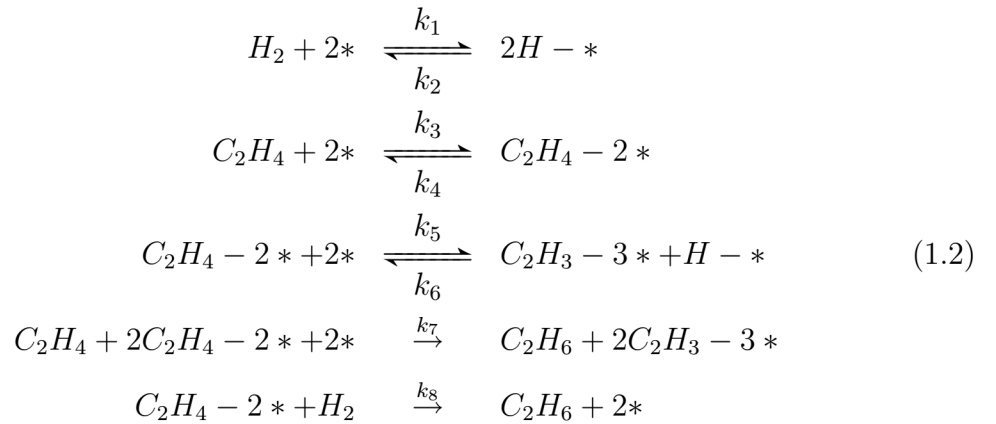 H₂ + 2* ⇌ 2H − * (k₁, k₂)
C₂H₄ + 2* ⇌ C₂H₄ − 2 * (k₃, k₄)
C₂H₄ − 2 * +2* ⇌ C₂H₃ − 3 * +H − * (k₅, k₆) (1.2)
C₂H₄ + 2C₂H₄ − 2 * +2* →^{k₇} C₂H₆ + 2C₂H₃ − 3 *
C₂H₄ − 2 * +H₂ →^{k₈} C₂H₆ + 2*